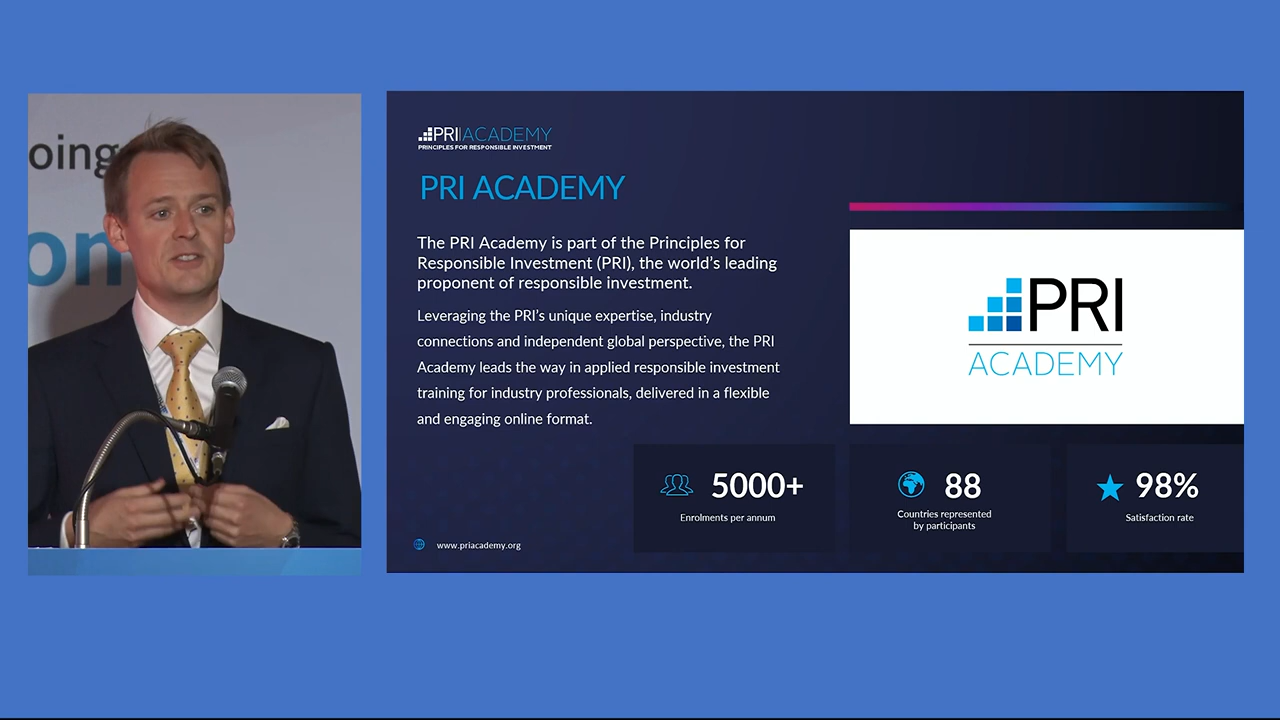 oing
on
PRI ACADEMY
PRINCIPLES FOR RESPONSIBLE INVESTMENT
PRI ACADEMY
The PRI Academy is part of the Principles for
Responsible Investment (PRI), the world's leading
proponent of responsible investment.
Leveraging the PRI's unique expertise, industry
connections and independent global perspective, the PRI
Academy leads the way in applied responsible investment
training for industry professionals, delivered in a flexible
and engaging online format.
PRI
ACADEMY
5000+
Enrolments per annum
88
Countries represented
by participants
98%
Satisfaction rate
www.priacademy.org